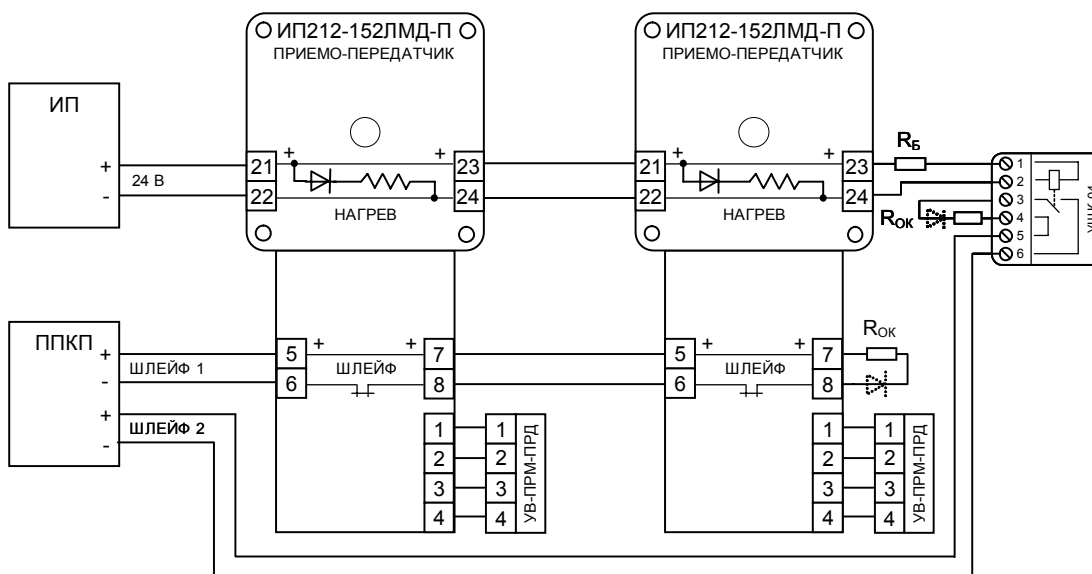 ИП212-152ЛМД-П
ПРИЕМО-ПЕРЕДАТЧИК
21
22
+
+
23
24
НАГРЕВ
ИП212-152ЛМД-П
ПРИЕМО-ПЕРЕДАТЧИК
21
22
+
+
23
24
НАГРЕВ
ИП
+
-
24 В
RБ
RОК
1
2
3
4
5
6
ППКП
+
-
+
-
ШЛЕЙФ 1
ШЛЕЙФ 2
5
6
+
+
ШЛЕЙФ
7
8
1
2
3
4
1
2
3
4
УВ-ПРМ-ПРД
5
6
+
+
ШЛЕЙФ
7
8
RОК
1
2
3
4
1
2
3
4
УВ-ПРМ-ПРД